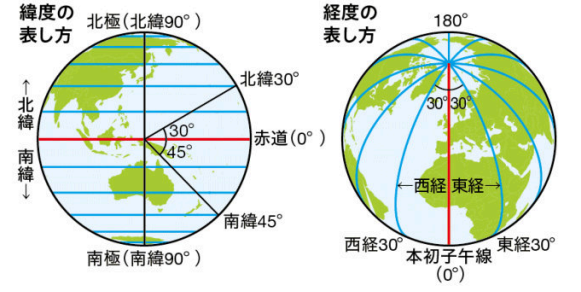 緯度の
表し方
北極(北緯90°)
北緯30°
←南緯 北緯→
30°
45°
赤道(0°)
南緯45°
南極(南緯90°)
経度の
表し方
180°
30° 30°
←西経 東経→
西経30°
本初子午線
(0°)
東経30°